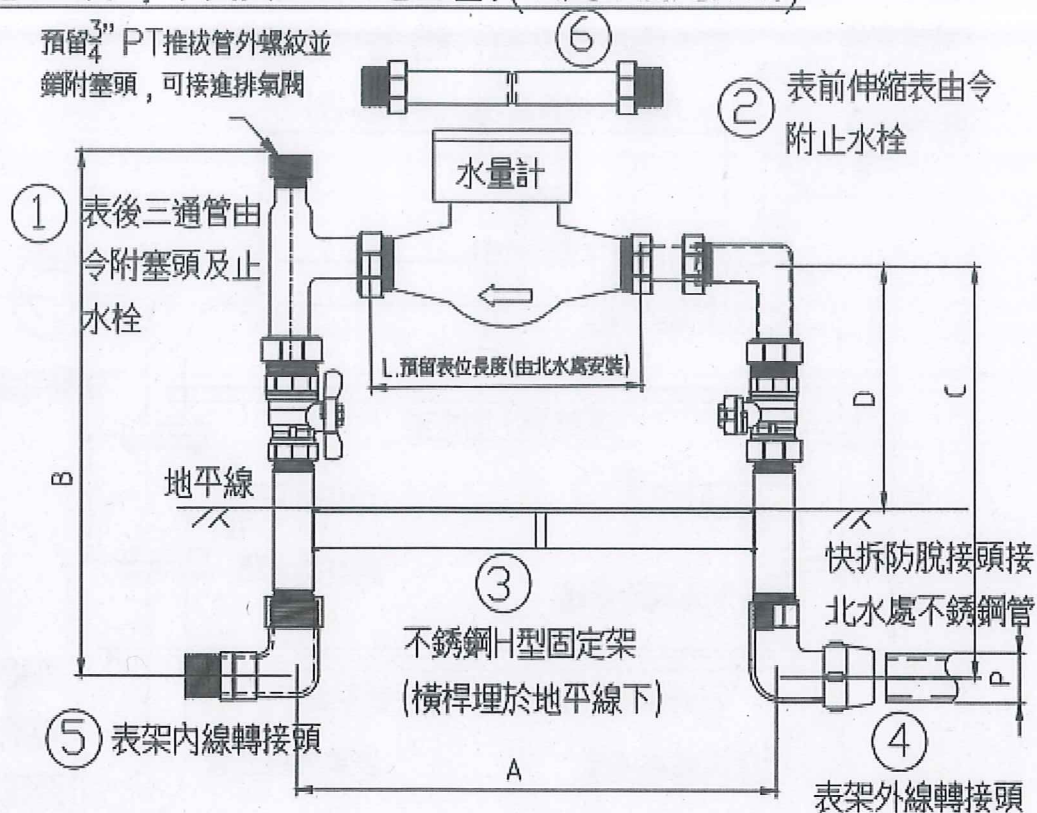 預留3/4" PT推拔管外螺紋並
鎖附塞頭，可接進排氣閥
⑥
② 表前伸縮表由令
附止水栓
水量計
① 表後三通管由
令附塞頭及止
水栓
L.預留表位長度(由北水處安裝)
D
C
B
地平線
③
不銹鋼H型固定架
(橫桿埋於地平線下)
快拆防脫接頭接
北水處不銹鋼管
P
⑤ 表架內線轉接頭
④
表架外線轉接頭
A